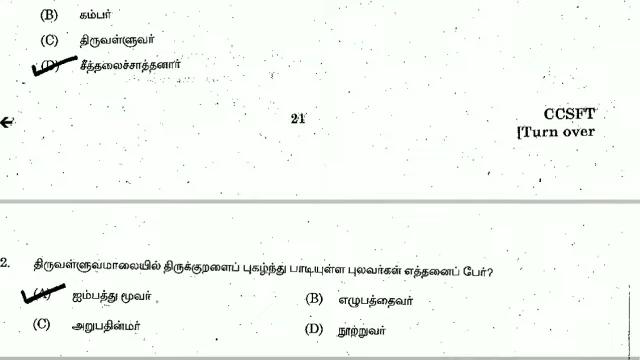 (B) கம்பர்
(C) திருவள்ளுவர்
(D) சீத்தலைச்சாத்தனார்
21
CCSFT
[Turn over
2. திருவள்ளுவமாலையில் திருக்குறளைப் புகழ்ந்து பாடியுள்ள புலவர்கள் எத்தனைப் பேர்?
(A) ஐம்பத்து மூவர் (B) எழுபத்தைவர்
(C) அறுபதின்மர் (D) நூற்றுவர்